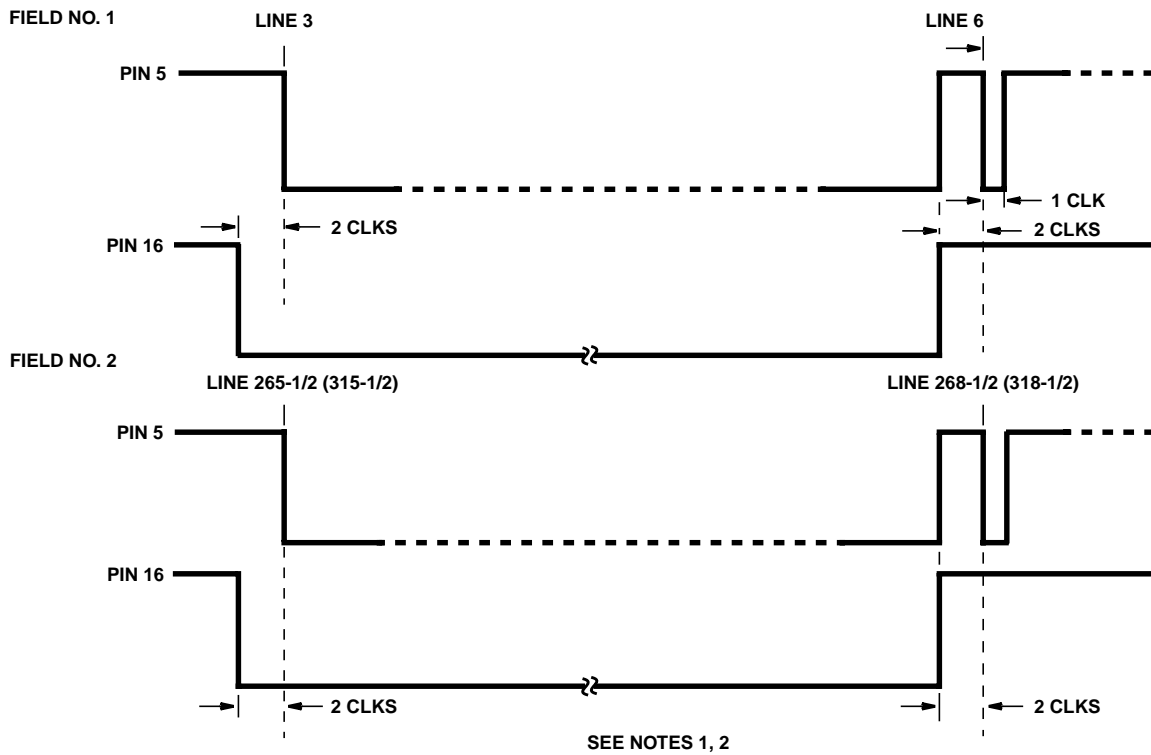 FIELD NO. 1
LINE 3
LINE 6
PIN 5
1 CLK
2 CLKS
2 CLKS
PIN 16
FIELD NO. 2
LINE 265-1/2 (315-1/2)
LINE 268-1/2 (318-1/2)
PIN 5
PIN 16
2 CLKS
2 CLKS
SEE NOTES 1, 2